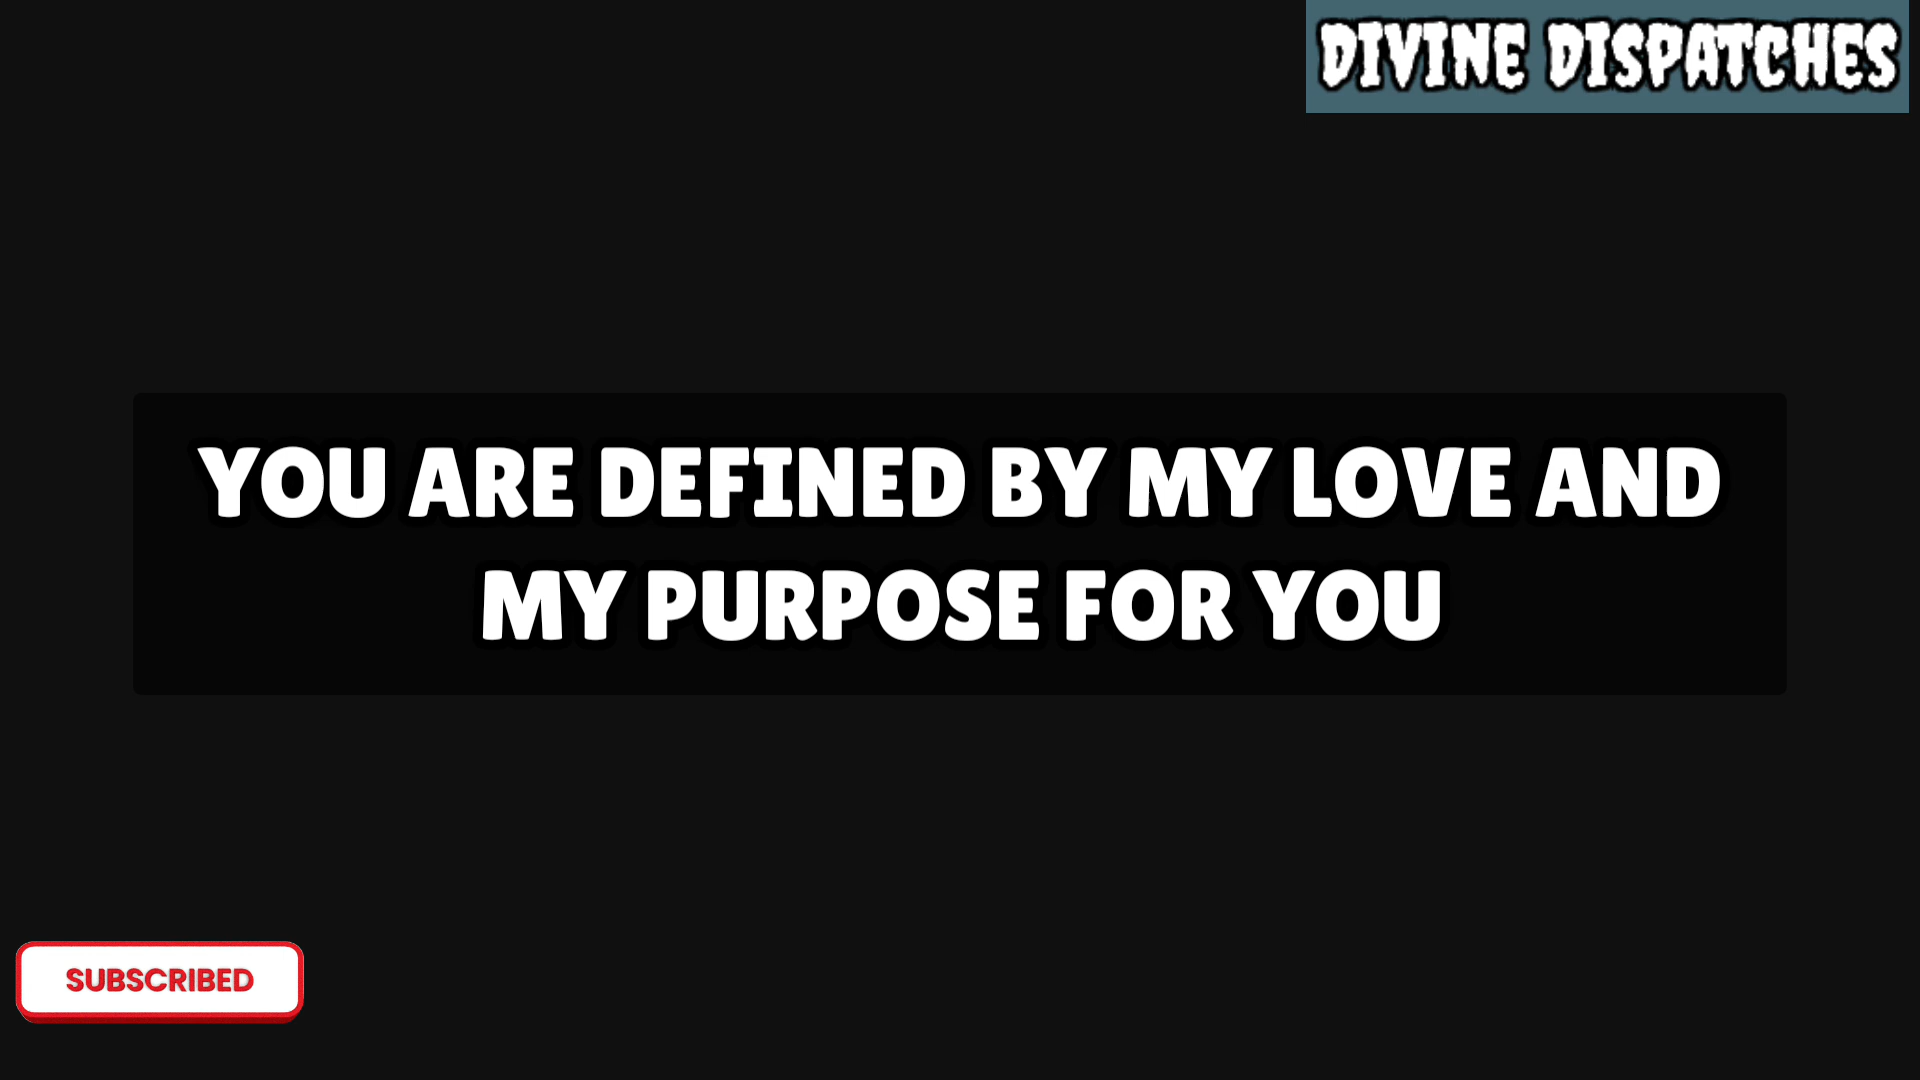 DIVINE DISPATCHES
YOU ARE DEFINED BY MY LOVE AND
MY PURPOSE FOR YOU
SUBSCRIBED